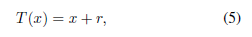 T(x) = x + r, (5)